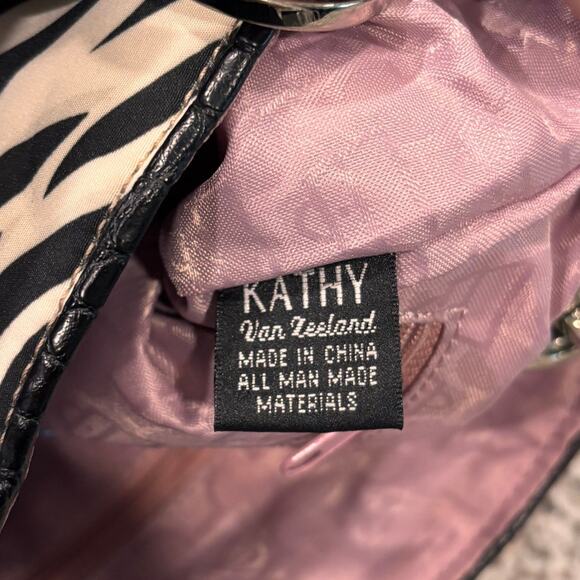 KATHY
Van Zeeland
MADE IN CHINA
ALL MAN MADE
MATERIALS